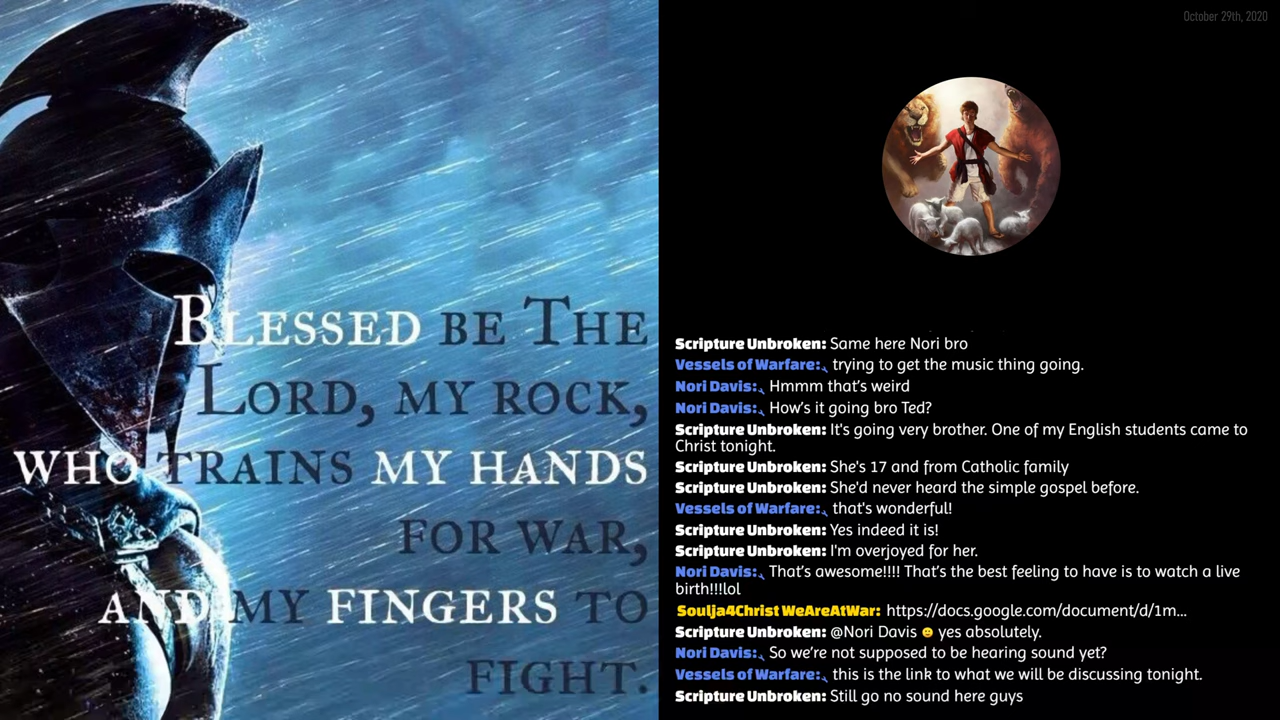 BLESSED BE THE
LORD, MY ROCK,
WHO TRAINS MY HANDS
FOR WAR,
AND MY FINGERS TO
FIGHT.
October 29th, 2020
Scripture Unbroken: Same here Nori bro
Vessels of Warfare: trying to get the music thing going.
Nori Davis: Hmmm that's weird
Nori Davis: How's it going bro Ted?
Scripture Unbroken: It's going very brother. One of my English students came to
Christ tonight.
Scripture Unbroken: She's 17 and from Catholic family
Scripture Unbroken: She'd never heard the simple gospel before.
Vessels of Warfare: that's wonderful!
Scripture Unbroken: Yes indeed it is!
Scripture Unbroken: I'm overjoyed for her.
Nori Davis: That's awesome!!!! That's the best feeling to have is to watch a live
birth!!!lol
Soulja4Christ WeAreAtWar: https://docs.google.com/document/d/1m...
Scripture Unbroken: @Nori Davis 🙂 yes absolutely.
Nori Davis: So we're not supposed to be hearing sound yet?
Vessels of Warfare: this is the link to what we will be discussing tonight.
Scripture Unbroken: Still go no sound here guys